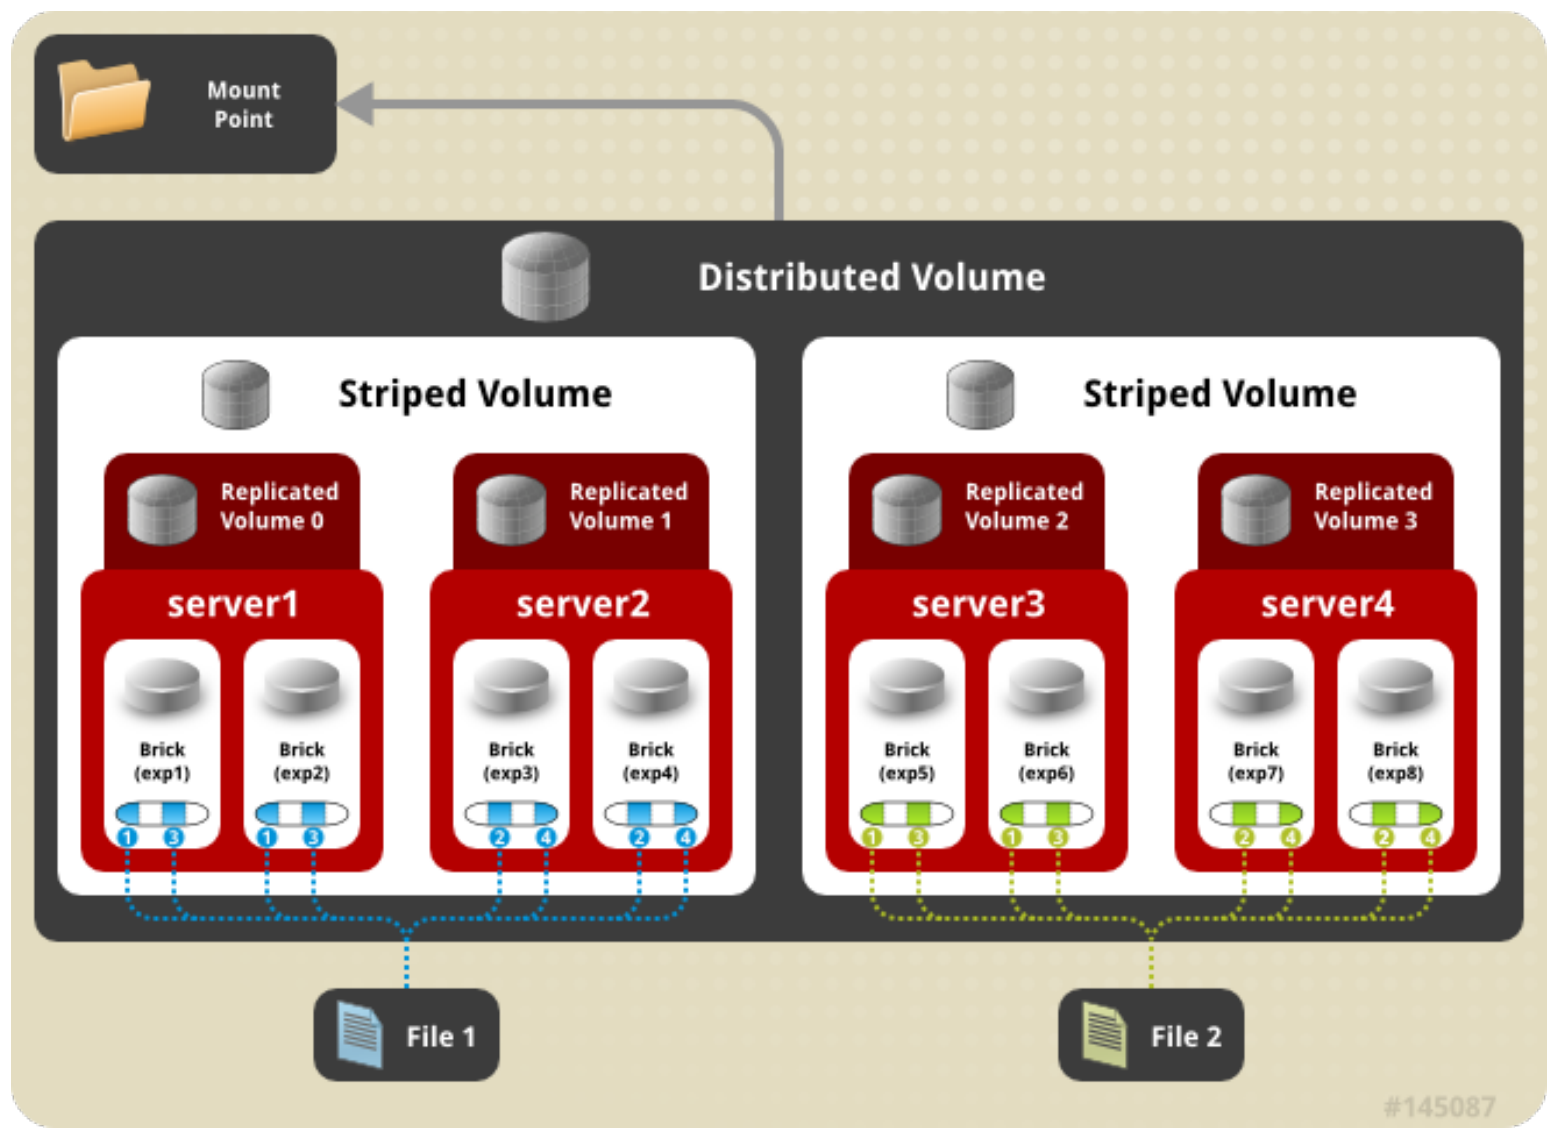 Mount
Point
Distributed Volume
Striped Volume
Striped Volume
Replicated
Volume 0
Replicated
Volume 1
Replicated
Volume 2
Replicated
Volume 3
server1
server2
server3
server4
Brick
(exp1)
Brick
(exp2)
Brick
(exp3)
Brick
(exp4)
Brick
(exp5)
Brick
(exp6)
Brick
(exp7)
Brick
(exp8)
1 3
1 3
2 4
2 4
1 3
1 3
2 4
2 4
File 1
File 2
#145087